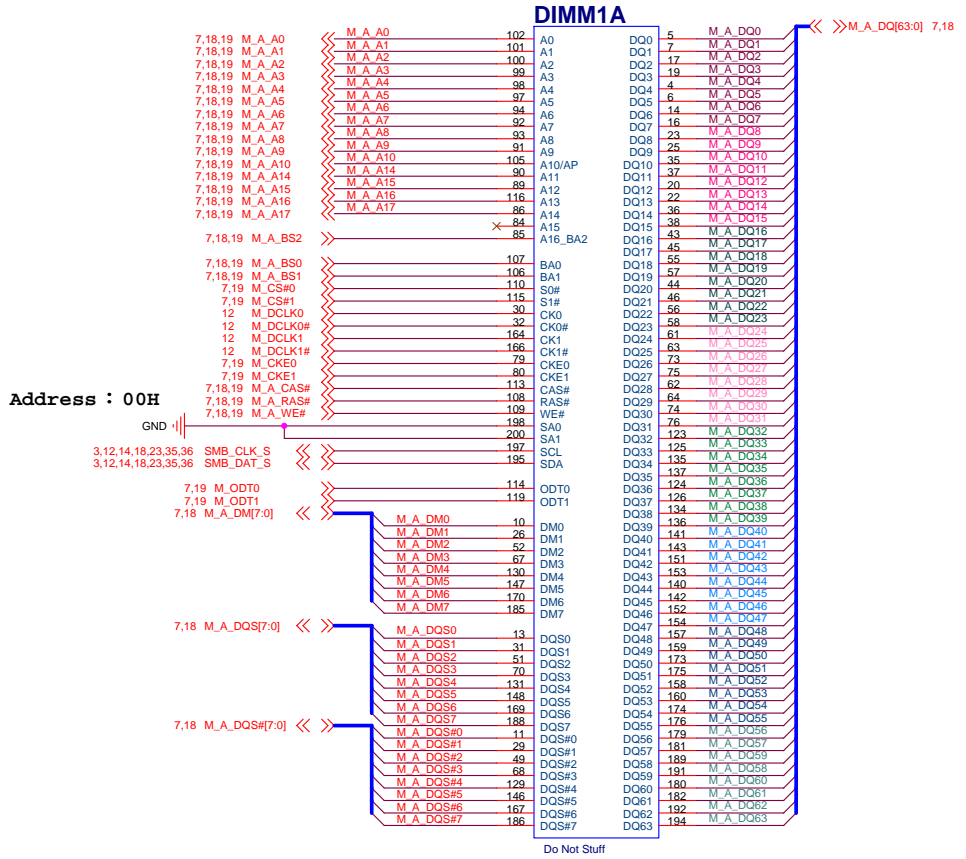 DIMM1A
7,18,19 M_A_A0 M_A_A0 102 A0 DQ0 5 M_A_DQ0 M_A_DQ[63:0] 7,18
7,18,19 M_A_A1 M_A_A1 101 A1 DQ1 7 M_A_DQ1
7,18,19 M_A_A2 M_A_A2 100 A2 DQ2 17 M_A_DQ2
7,18,19 M_A_A3 M_A_A3 99 A3 DQ3 19 M_A_DQ3
7,18,19 M_A_A4 M_A_A4 98 A4 DQ4 4 M_A_DQ4
7,18,19 M_A_A5 M_A_A5 97 A5 DQ5 6 M_A_DQ5
7,18,19 M_A_A6 M_A_A6 94 A6 DQ6 14 M_A_DQ6
7,18,19 M_A_A7 M_A_A7 92 A7 DQ7 16 M_A_DQ7
7,18,19 M_A_A8 M_A_A8 93 A8 DQ8 23 M_A_DQ8
7,18,19 M_A_A9 M_A_A9 91 A9 DQ9 25 M_A_DQ9
7,18,19 M_A_A10 M_A_A10 105 A10/AP DQ10 35 M_A_DQ10
7,18,19 M_A_A14 M_A_A14 90 A11 DQ11 37 M_A_DQ11
7,18,19 M_A_A15 M_A_A15 89 A12 DQ12 20 M_A_DQ12
7,18,19 M_A_A16 M_A_A16 116 A13 DQ13 22 M_A_DQ13
7,18,19 M_A_A17 M_A_A17 86 A14 DQ14 36 M_A_DQ14
84 A15 DQ15 38 M_A_DQ15
7,18,19 M_A_BS2 85 A16_BA2 DQ16 43 M_A_DQ16
DQ17 45 M_A_DQ17
7,18,19 M_A_BS0 107 BA0 DQ18 55 M_A_DQ18
7,18,19 M_A_BS1 106 BA1 DQ19 57 M_A_DQ19
7,19 M_CS#0 110 S0# DQ20 44 M_A_DQ20
7,19 M_CS#1 115 S1# DQ21 46 M_A_DQ21
12 M_DCLK0 30 CK0 DQ22 56 M_A_DQ22
12 M_DCLK0# 32 CK0# DQ23 58 M_A_DQ23
12 M_DCLK1 164 CK1 DQ24 61 M_A_DQ24
12 M_DCLK1# 166 CK1# DQ25 63 M_A_DQ25
7,19 M_CKE0 79 CKE0 DQ26 73 M_A_DQ26
7,19 M_CKE1 80 CKE1 DQ27 75 M_A_DQ27
7,18,19 M_A_CAS# 113 CAS# DQ28 62 M_A_DQ28
7,18,19 M_A_RAS# 108 RAS# DQ29 64 M_A_DQ29
7,18,19 M_A_WE# 109 WE# DQ30 74 M_A_DQ30
Address：00H
GND 198 SA0 DQ31 76 M_A_DQ31
200 SA1 DQ32 123 M_A_DQ32
3,12,14,18,23,35,36 SMB_CLK_S 197 SCL DQ33 125 M_A_DQ33
3,12,14,18,23,35,36 SMB_DAT_S 195 SDA DQ34 135 M_A_DQ34
DQ35 137 M_A_DQ35
7,19 M_ODT0 114 ODT0 DQ36 124 M_A_DQ36
7,19 M_ODT1 119 ODT1 DQ37 126 M_A_DQ37
7,18 M_A_DM[7:0] DQ38 134 M_A_DQ38
M_A_DM0 10 DM0 DQ39 136 M_A_DQ39
M_A_DM1 26 DM1 DQ40 141 M_A_DQ40
M_A_DM2 52 DM2 DQ41 143 M_A_DQ41
M_A_DM3 67 DM3 DQ42 151 M_A_DQ42
M_A_DM4 130 DM4 DQ43 153 M_A_DQ43
M_A_DM5 147 DM5 DQ44 140 M_A_DQ44
M_A_DM6 170 DM6 DQ45 142 M_A_DQ45
M_A_DM7 185 DM7 DQ46 152 M_A_DQ46
7,18 M_A_DQS[7:0] DQ47 154 M_A_DQ47
M_A_DQS0 13 DQS0 DQ48 157 M_A_DQ48
M_A_DQS1 31 DQS1 DQ49 159 M_A_DQ49
M_A_DQS2 51 DQS2 DQ50 173 M_A_DQ50
M_A_DQS3 70 DQS3 DQ51 175 M_A_DQ51
M_A_DQS4 131 DQS4 DQ52 158 M_A_DQ52
M_A_DQS5 148 DQS5 DQ53 160 M_A_DQ53
M_A_DQS6 169 DQS6 DQ54 174 M_A_DQ54
M_A_DQS7 188 DQS7 DQ55 176 M_A_DQ55
7,18 M_A_DQS#[7:0] M_A_DQS#0 11 DQS#0 DQ56 179 M_A_DQ56
M_A_DQS#1 29 DQS#1 DQ57 181 M_A_DQ57
M_A_DQS#2 49 DQS#2 DQ58 189 M_A_DQ59
M_A_DQS#3 68 DQS#3 DQ59 191 M_A_DQ58
M_A_DQS#4 129 DQS#4 DQ60 180 M_A_DQ60
M_A_DQS#5 146 DQS#5 DQ61 182 M_A_DQ61
M_A_DQS#6 167 DQS#6 DQ62 192 M_A_DQ62
M_A_DQS#7 186 DQS#7 DQ63 194 M_A_DQ63
Do Not Stuff